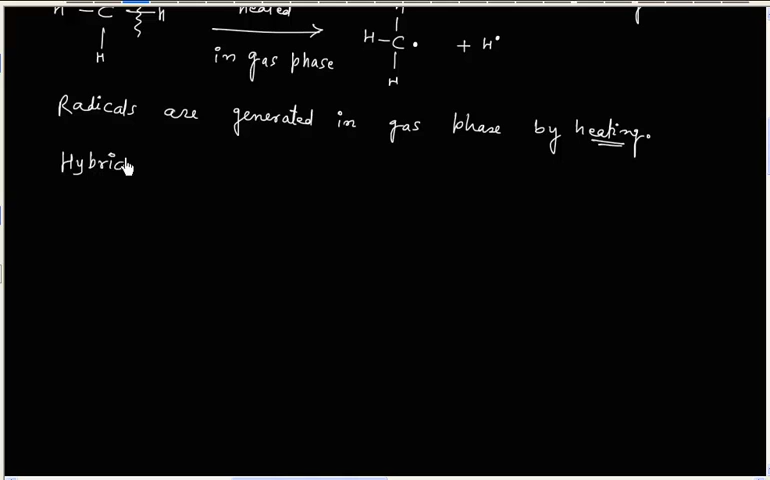 H - C - H heated H - C • + H•
H in gas phase H
Radicals are generated in gas phase by heating.
Hybrid